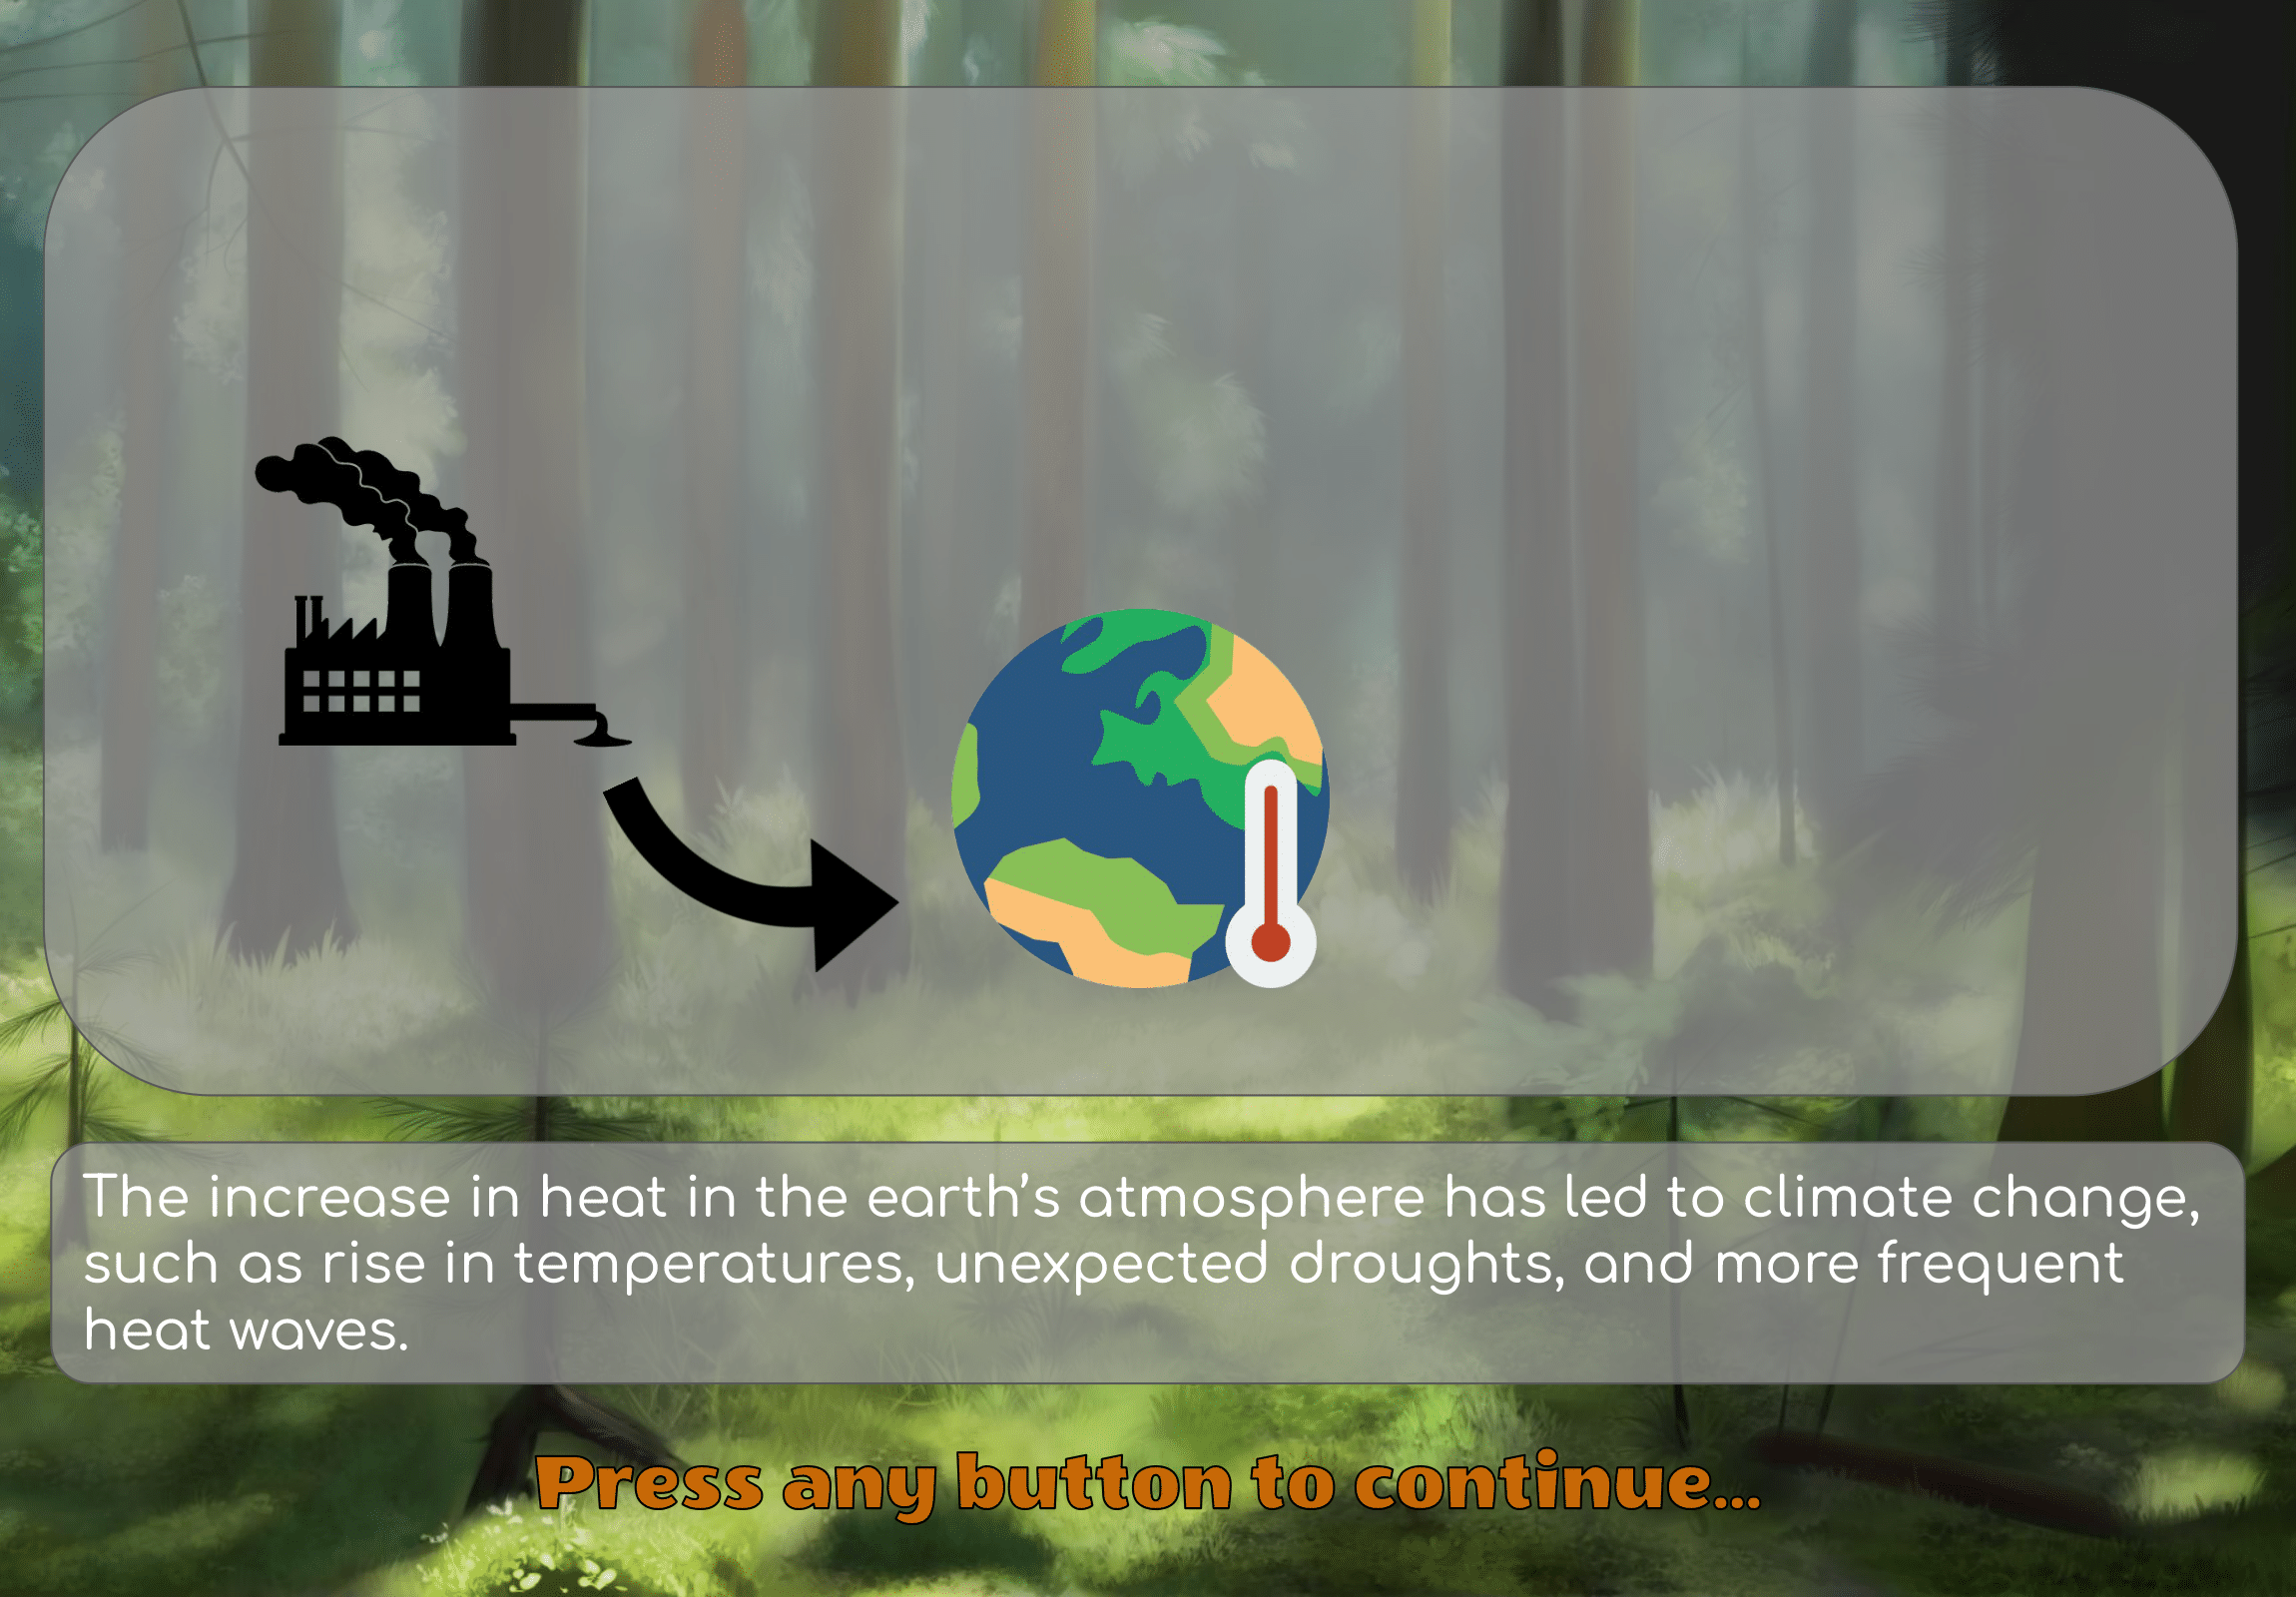 The increase in heat in the earth’s atmosphere has led to climate change,
such as rise in temperatures, unexpected droughts, and more frequent
heat waves.
Press any button to continue...